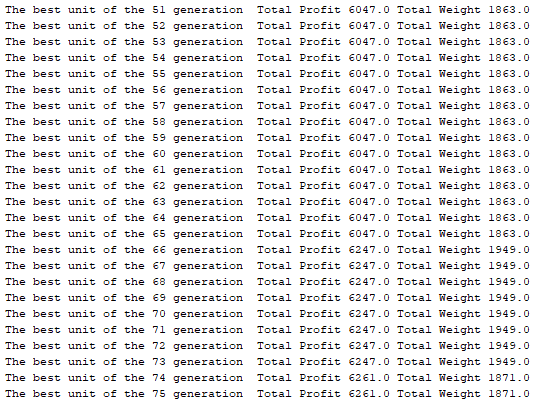 The best unit of the 51 generation  Total Profit 6047.0 Total Weight 1863.0
The best unit of the 52 generation  Total Profit 6047.0 Total Weight 1863.0
The best unit of the 53 generation  Total Profit 6047.0 Total Weight 1863.0
The best unit of the 54 generation  Total Profit 6047.0 Total Weight 1863.0
The best unit of the 55 generation  Total Profit 6047.0 Total Weight 1863.0
The best unit of the 56 generation  Total Profit 6047.0 Total Weight 1863.0
The best unit of the 57 generation  Total Profit 6047.0 Total Weight 1863.0
The best unit of the 58 generation  Total Profit 6047.0 Total Weight 1863.0
The best unit of the 59 generation  Total Profit 6047.0 Total Weight 1863.0
The best unit of the 60 generation  Total Profit 6047.0 Total Weight 1863.0
The best unit of the 61 generation  Total Profit 6047.0 Total Weight 1863.0
The best unit of the 62 generation  Total Profit 6047.0 Total Weight 1863.0
The best unit of the 63 generation  Total Profit 6047.0 Total Weight 1863.0
The best unit of the 64 generation  Total Profit 6047.0 Total Weight 1863.0
The best unit of the 65 generation  Total Profit 6047.0 Total Weight 1863.0
The best unit of the 66 generation  Total Profit 6247.0 Total Weight 1949.0
The best unit of the 67 generation  Total Profit 6247.0 Total Weight 1949.0
The best unit of the 68 generation  Total Profit 6247.0 Total Weight 1949.0
The best unit of the 69 generation  Total Profit 6247.0 Total Weight 1949.0
The best unit of the 70 generation  Total Profit 6247.0 Total Weight 1949.0
The best unit of the 71 generation  Total Profit 6247.0 Total Weight 1949.0
The best unit of the 72 generation  Total Profit 6247.0 Total Weight 1949.0
The best unit of the 73 generation  Total Profit 6247.0 Total Weight 1949.0
The best unit of the 74 generation  Total Profit 6261.0 Total Weight 1871.0
The best unit of the 75 generation  Total Profit 6261.0 Total Weight 1871.0